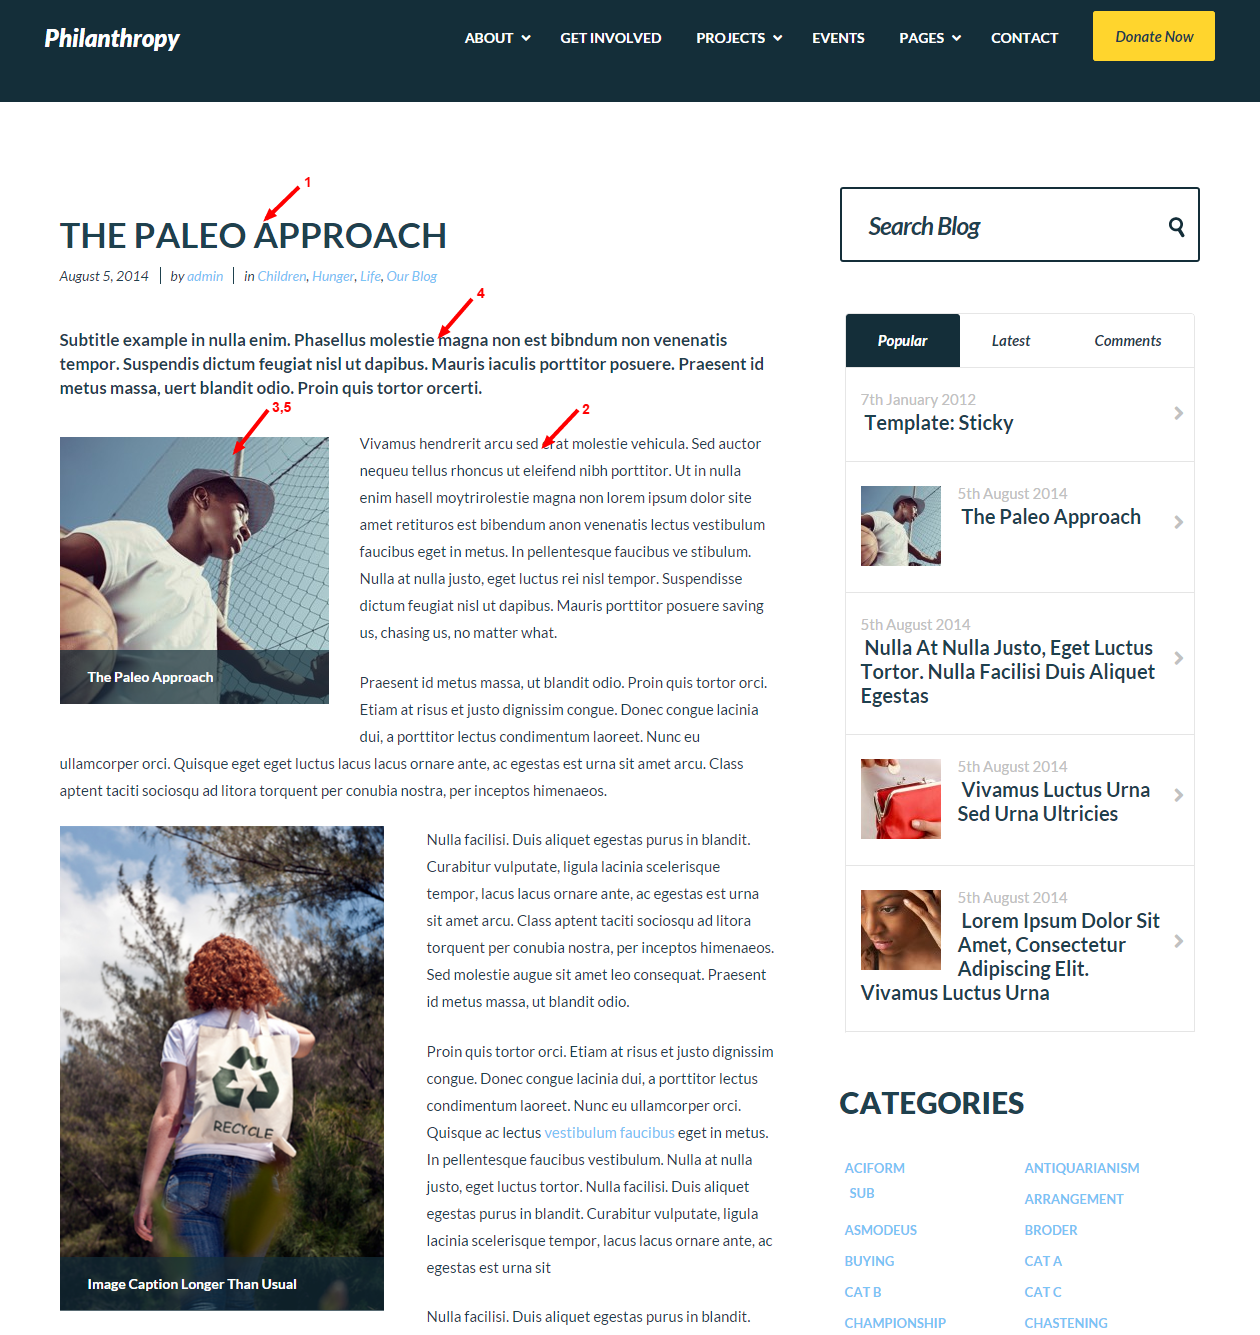 Philanthropy
ABOUT
GET INVOLVED
PROJECTS
EVENTS
PAGES
CONTACT
Donate Now
1
THE PALEO APPROACH
August 5, 2014 | by admin | in Children, Hunger, Life, Our Blog
4
Subtitle example in nulla enim. Phasellus molestie magna non est bibndum non venenatis
tempor. Suspendis dictum feugiat nisl ut dapibus. Mauris iaculis porttitor posuere. Praesent id
metus massa, uert blandit odio. Proin quis tortor orcerti.
3,5
2
The Paleo Approach
Vivamus hendrerit arcu sed erat molestie vehicula. Sed auctor
nequeu tellus rhoncus ut eleifend nibh porttitor. Ut in nulla
enim hasell moytrirolestie magna non lorem ipsum dolor site
amet retituros est bibendum anon venenatis lectus vestibulum
faucibus eget in metus. In pellentesque faucibus ve stibulum.
Nulla at nulla justo, eget luctus rei nisl tempor. Suspendisse
dictum feugiat nisl ut dapibus. Mauris porttitor posuere saving
us, chasing us, no matter what.
Praesent id metus massa, ut blandit odio. Proin quis tortor orci.
Etiam at risus et justo dignissim congue. Donec congue lacinia
dui, a porttitor lectus condimentum laoreet. Nunc eu
ullamcorper orci. Quisque eget eget luctus lacus lacus ornare ante, ac egestas est urna sit amet arcu. Class
aptent taciti sociosqu ad litora torquent per conubia nostra, per inceptos himenaeos.
RECYCLE
Image Caption Longer Than Usual
Nulla facilisi. Duis aliquet egestas purus in blandit.
Curabitur vulputate, ligula lacinia scelerisque
tempor, lacus lacus ornare ante, ac egestas est urna
sit amet arcu. Class aptent taciti sociosqu ad litora
torquent per conubia nostra, per inceptos himenaeos.
Sed molestie augue sit amet leo consequat. Praesent
id metus massa, ut blandit odio.
Proin quis tortor orci. Etiam at risus et justo dignissim
congue. Donec congue lacinia dui, a porttitor lectus
condimentum laoreet. Nunc eu ullamcorper orci.
Quisque ac lectus vestibulum faucibus eget in metus.
In pellentesque faucibus vestibulum. Nulla at nulla
justo, eget luctus tortor. Nulla facilisi. Duis aliquet
egestas purus in blandit. Curabitur vulputate, ligula
lacinia scelerisque tempor, lacus lacus ornare ante, ac
egestas est urna sit
Nulla facilisi. Duis aliquet egestas purus in blandit.
Search Blog
Popular
Latest
Comments
7th January 2012
Template: Sticky
5th August 2014
The Paleo Approach
5th August 2014
Nulla At Nulla Justo, Eget Luctus
Tortor. Nulla Facilisi Duis Aliquet
Egestas
5th August 2014
Vivamus Luctus Urna
Sed Urna Ultricies
5th August 2014
Lorem Ipsum Dolor Sit
Amet, Consectetur
Adipiscing Elit.
Vivamus Luctus Urna
CATEGORIES
ACIFORM
SUB
ASMODEUS
BUYING
CAT B
CHAMPIONSHIP
ANTIQUARIANISM
ARRANGEMENT
BRODER
CAT A
CAT C
CHASTENING